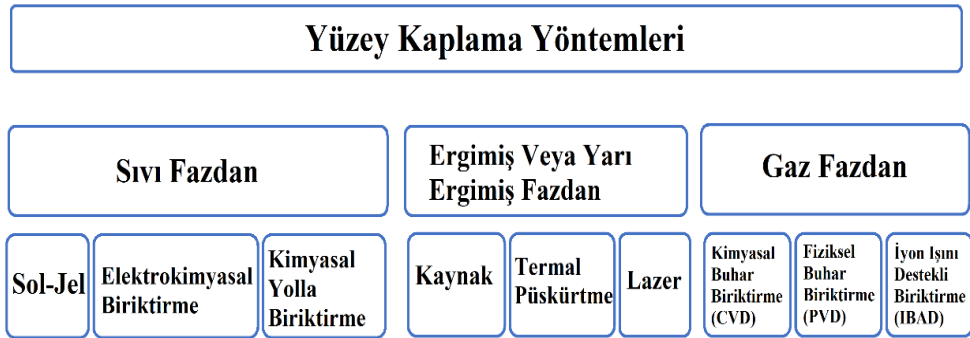 Yüzey Kaplama Yöntemleri
Sıvı Fazdan
Ergimiş Veya Yarı
Ergimiş Fazdan
Gaz Fazdan
Sol-Jel
Elektrokimyasal
Biriktirme
Kimyasal
Yolla
Biriktirme
Kaynak
Termal
Püskürtme
Lazer
Kimyasal
Buhar
Biriktirme
(CVD)
Fiziksel
Buhar
Biriktirme
(PVD)
İyon Işını
Destekli
Biriktirme
(IBAD)